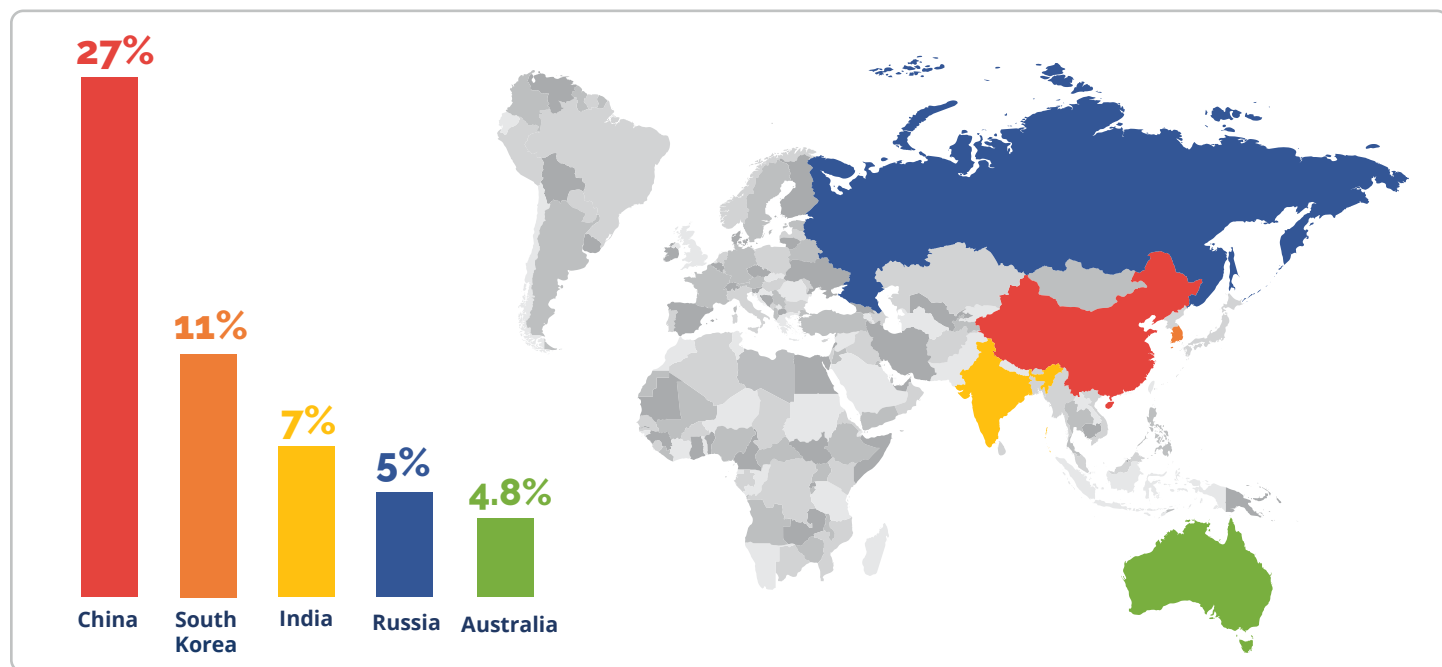 27%
11%
7%
5%
4.8%
China
South
Korea
India
Russia
Australia